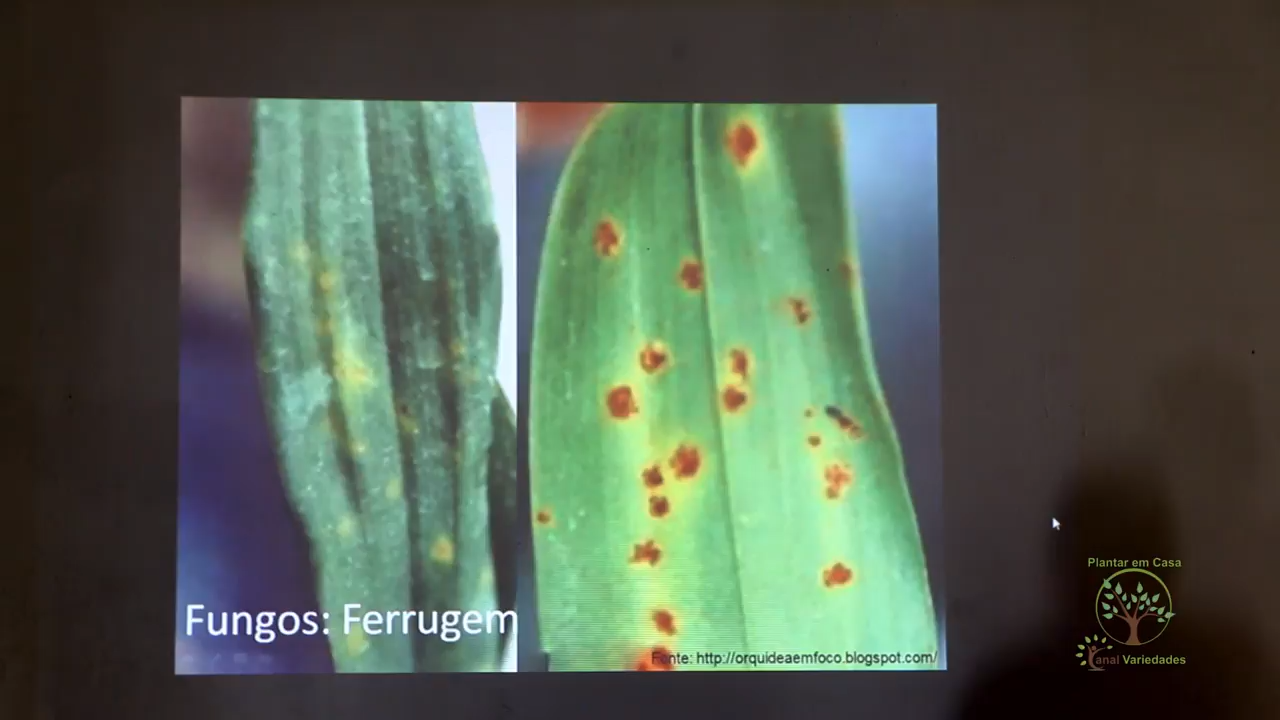 Fungos: Ferrugem
Fonte: http://orquideaemfoco.blogspot.com/
Plantar em Casa
Canal Variedades